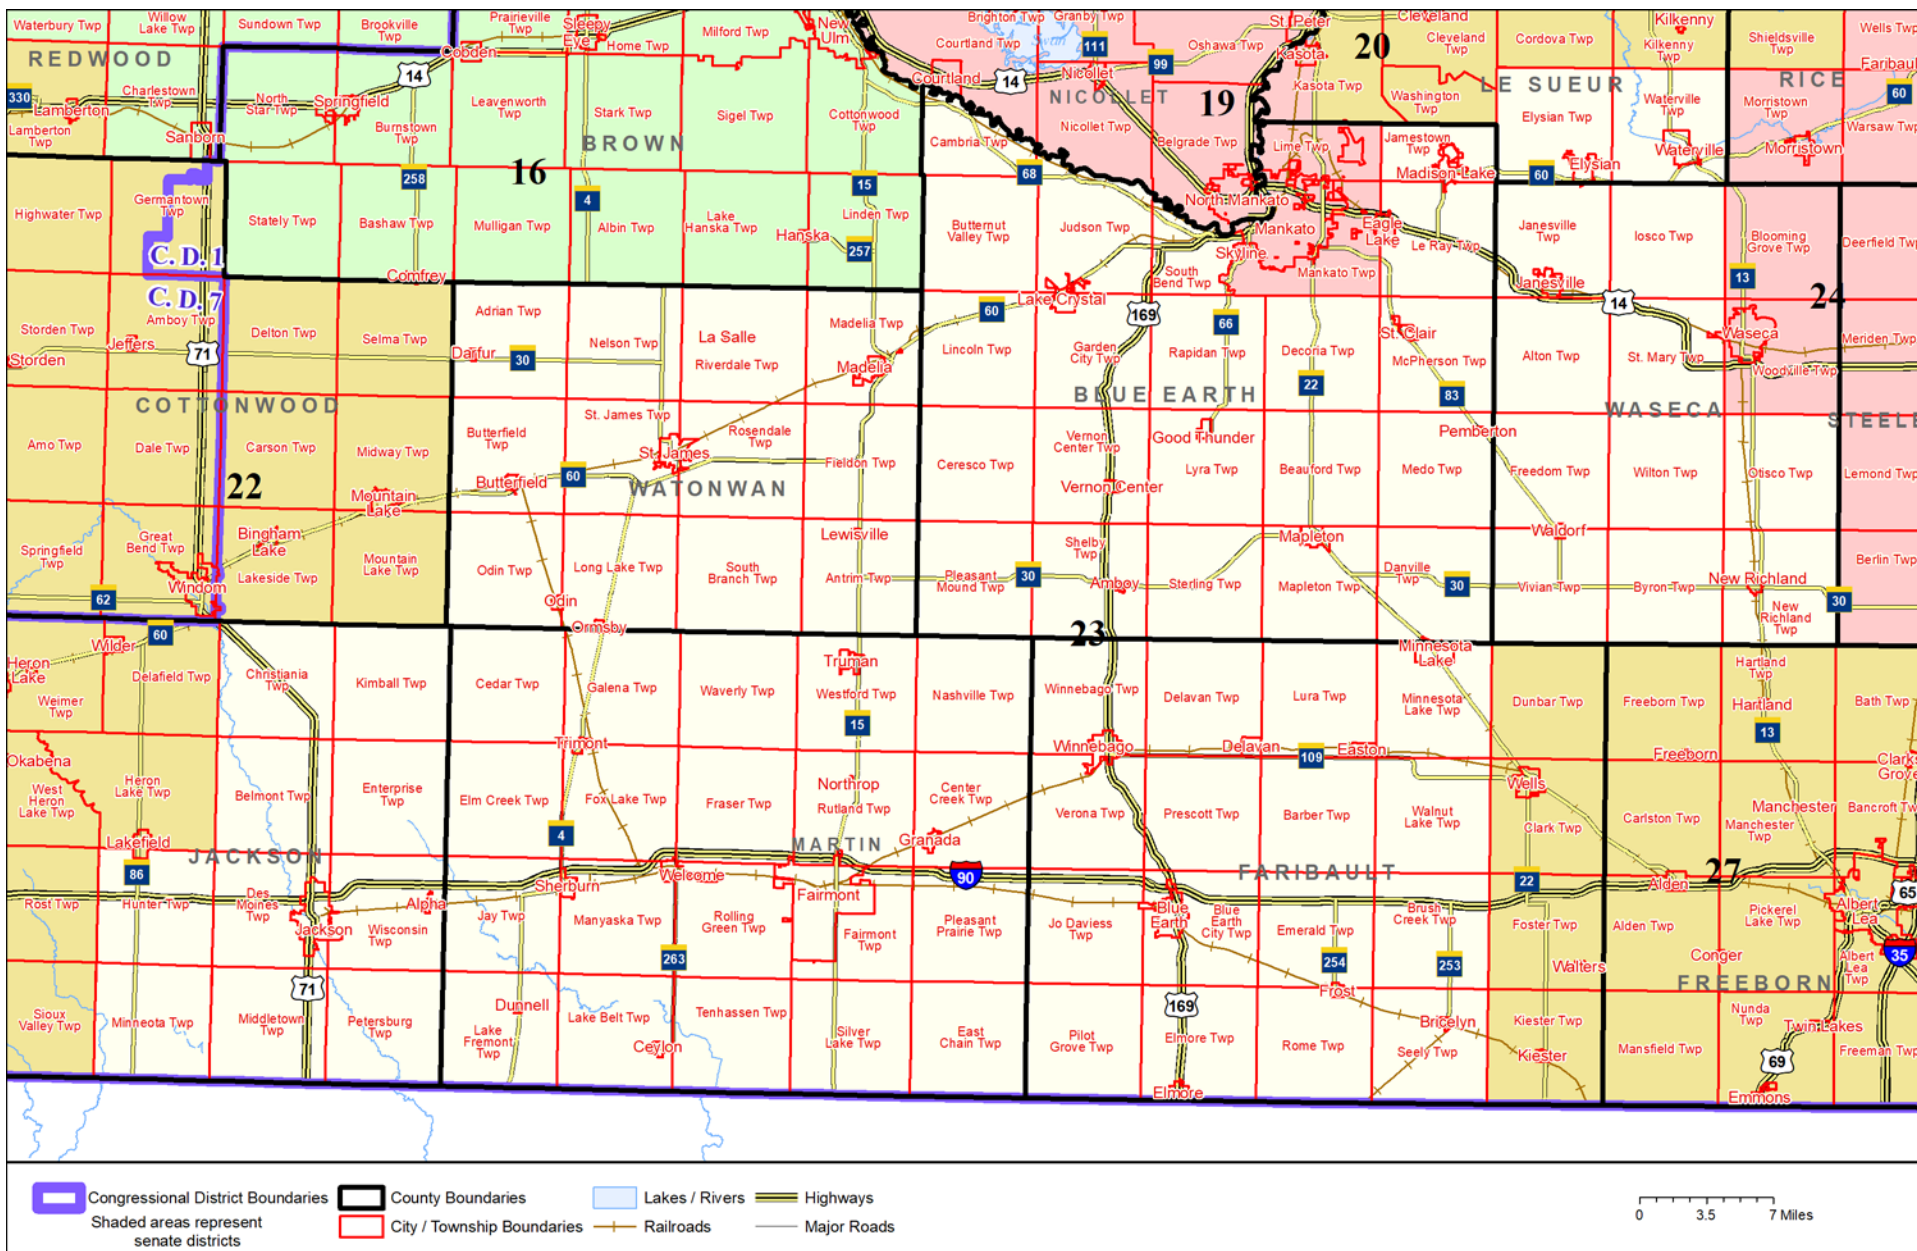 Waterbury Twp
Willow
Lake Twp
Sundown Twp
Brookville
Twp
Prairieville
Twp
Sleepy
Eye
Home Twp
Milford Twp
New
Ulm
Brighton Twp
Granby Twp
Swan
111
Courtland Twp
Oshawa Twp
St. Peter
Kasota
Cleveland
20
Cleveland
Twp
Cordova Twp
Kilkenny
Kilkenny
Twp
Shieldsville
Twp
Wells Twp
Faribau
REDWOOD
Cobden
14
99
Courtland
14
Nicollet
NICOLLET
19
Kasota Twp
Washington
Twp
LE SUEUR
Waterville
Twp
RICE
60
Morristown
Twp
330
Lamberton
Charlestown
Twp
North
Star Twp
Springfield
Leavenworth
Twp
Stark Twp
Sigel Twp
Cottonwood
Twp
Nicollet Twp
Belgrade Twp
Lime Twp
Jamestown
Twp
Elysian Twp
Warsaw Twp
Lamberton
Twp
Sanborn
Burnstown
Twp
BROWN
Cambria Twp
Madison Lake
60
Elysian
Waterville
Morristown
16
258
4
15
68
Highwater Twp
Germantown
Twp
Stately Twp
Bashaw Twp
Mulligan Twp
Albin Twp
Lake
Hanska Twp
Hanska
Linden Twp
257
Butternut
Valley Twp
Judson Twp
North Mankato
Mankato
Eagle
Lake
Le Ray Twp
Janesville
Twp
Iosco Twp
Blooming
Grove Twp
Deerfield Twp
C. D. 1
Comfrey
Skyline
South
Bend Twp
Mankato Twp
Janesville
14
13
24
C. D. 7
Amboy Twp
Storden Twp
Jeffers
Storden
71
Delton Twp
Selma Twp
Adrian Twp
Darfur
30
Nelson Twp
La Salle
Riverdale Twp
Madelia Twp
Madelia
60
Lake Crystal
169
66
Lincoln Twp
Garden
City Twp
Rapidan Twp
Decoria Twp
22
St. Clair
McPherson Twp
83
Alton Twp
St. Mary Twp
Waseca
Woodville Twp
Meriden Twp
COTTONWOOD
BLUE EARTH
WASECA
STEELE
Amo Twp
Dale Twp
Carson Twp
Midway Twp
Butterfield
Twp
St. James Twp
St. James
Rosendale
Twp
Fieldon Twp
Ceresco Twp
Vernon
Center Twp
Good Thunder
Lyra Twp
Beauford Twp
Medo Twp
Pemberton
Freedom Twp
Wilton Twp
Otisco Twp
Lemond Twp
22
Mountain
Lake
Butterfield
60
WATONWAN
Vernon Center
Springfield
Twp
Great
Bend Twp
Bingham
Lake
Lakeside Twp
Mountain
Lake Twp
Odin Twp
Long Lake Twp
South
Branch Twp
Lewisville
Antrim Twp
Pleasant
Mound Twp
30
Shelby
Twp
Amboy
Sterling Twp
Mapleton
Mapleton Twp
Danville
Twp
30
Waldorf
Vivian Twp
Byron Twp
New Richland
New
Richland
Twp
Berlin Twp
30
62
Windom
Odin
Ormsby
23
60
Wilder
Heron
Lake
Weimer
Twp
Delafield Twp
Christiania
Twp
Kimball Twp
Cedar Twp
Galena Twp
Waverly Twp
Truman
Westford Twp
15
Nashville Twp
Winnebago Twp
Delavan Twp
Lura Twp
Minnesota
Lake
Minnesota
Lake Twp
Dunbar Twp
Freeborn Twp
Hartland
Twp
Hartland
13
Bath Twp
Okabena
Trimont
Winnebago
Delavan
109
Easton
Freeborn
Clarks
Grove
West
Heron
Lake Twp
Heron
Lake Twp
Belmont Twp
Enterprise
Twp
Elm Creek Twp
Fox Lake Twp
Fraser Twp
Northrop
Rutland Twp
Center
Creek Twp
Verona Twp
Prescott Twp
Barber Twp
Walnut
Lake Twp
Wells
Clark Twp
Carlston Twp
Manchester
Manchester
Twp
Bancroft Tw
Lakefield
JACKSON
4
MARTIN
Granada
FARIBAULT
27
86
Sherburn
Welcome
Fairmont
90
22
Alden
65
Rost Twp
Hunter Twp
Des
Moines
Twp
Jackson
Alpha
Wisconsin
Twp
Jay Twp
Manyaska Twp
Rolling
Green Twp
Fairmont
Twp
Pleasant
Prairie Twp
Jo Daviess
Twp
Blue
Earth
Blue
Earth
City Twp
Emerald Twp
Brush
Creek Twp
Foster Twp
Alden Twp
Pickerel
Lake Twp
Albert
Lea
263
254
253
Walters
Conger
Albert
Lea
Twp
35
71
FREEBORN
Sioux
Valley Twp
Minneota Twp
Middletown
Twp
Petersburg
Twp
Dunnell
Lake
Fremont
Twp
Lake Belt Twp
Ceylon
Tenhassen Twp
Silver
Lake Twp
East
Chain Twp
Pilot
Grove Twp
169
Elmore Twp
Frost
Rome Twp
Bricelyn
Seely Twp
Kiester Twp
Kiester
Mansfield Twp
Nunda
Twp
Twin Lakes
69
Freeman Twp
Elmore
Emmons
Congressional District Boundaries
Shaded areas represent
senate districts
County Boundaries
City / Township Boundaries
Lakes / Rivers
Railroads
Highways
Major Roads
0 3.5 7 Miles